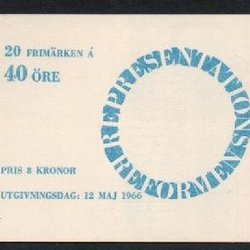 20 FRIMÄRKEN Á
40 ÖRE
REPRESENTATIONSREFORMEN
PRIS 8 KRONOR
UTGIVNINGSDAG: 12 MAJ 1966